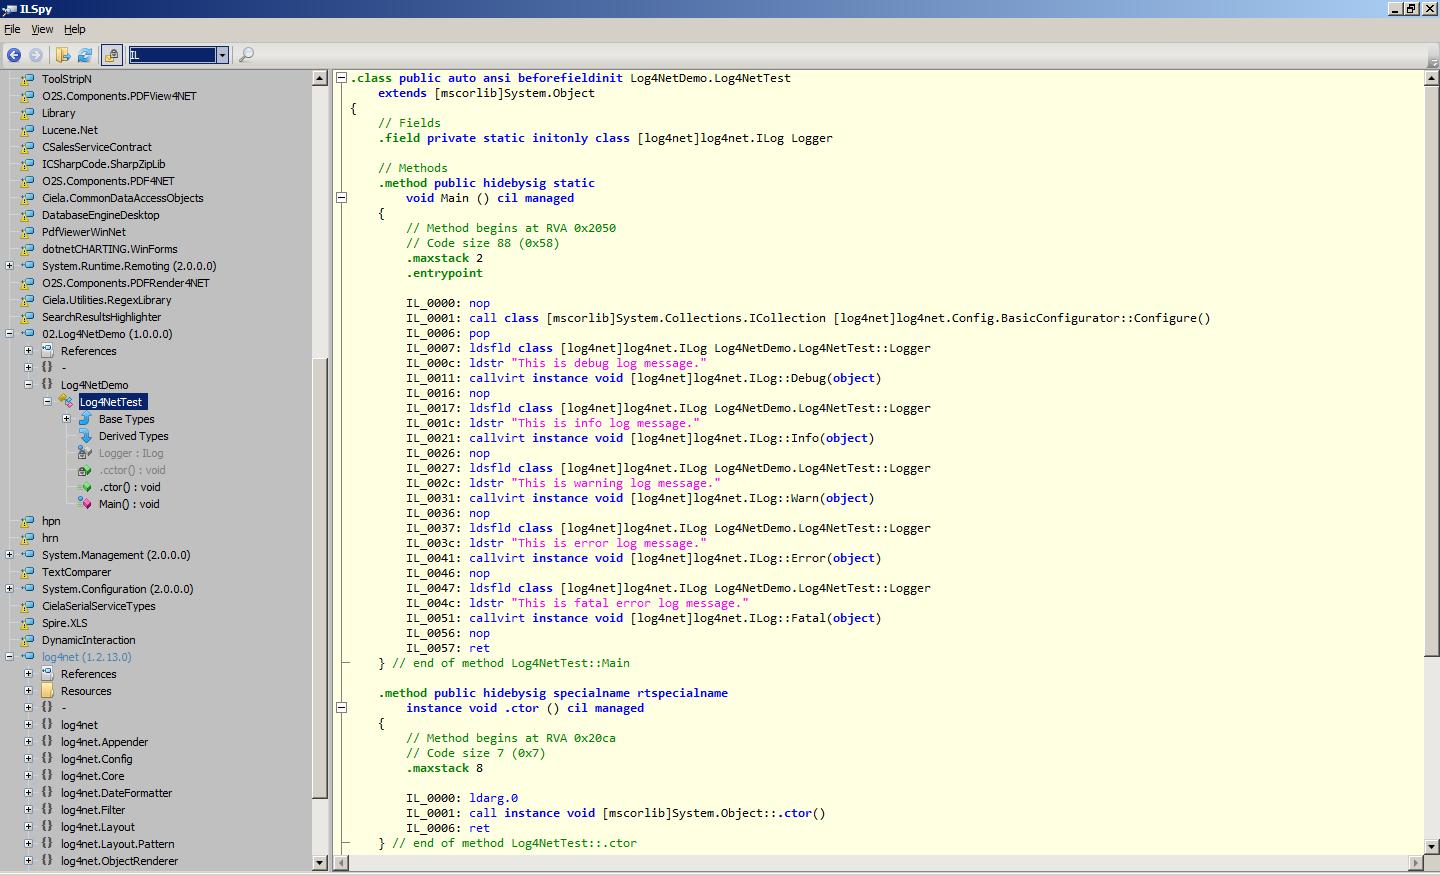 ILSpy
File View Help
IL
ToolStripN
O2S.Components.PDFView4NET
Library
Lucene.Net
CSalesServiceContract
ICSharpCode.SharpZipLib
O2S.Components.PDF4NET
Ciela.CommonDataAccessObjects
DatabaseEngineDesktop
PdfViewerWinNet
dotnetCHARTING.WinForms
System.Runtime.Remoting (2.0.0.0)
O2S.Components.PDFRender4NET
Ciela.Utilities.RegexLibrary
SearchResultsHighlighter
02.Log4NetDemo (1.0.0.0)
References
{} -
{} Log4NetDemo
Log4NetTest
Base Types
Derived Types
Logger : ILog
.cctor() : void
.ctor() : void
Main() : void
hpn
hrn
System.Management (2.0.0.0)
TextComparer
System.Configuration (2.0.0.0)
CielaSerialServiceTypes
Spire.XLS
DynamicInteraction
log4net (1.2.13.0)
References
Resources
{} -
{} log4net
{} log4net.Appender
{} log4net.Config
{} log4net.Core
{} log4net.DateFormatter
{} log4net.Filter
{} log4net.Layout
{} log4net.Layout.Pattern
{} log4net.ObjectRenderer
.class public auto ansi beforefieldinit Log4NetDemo.Log4NetTest
extends [mscorlib]System.Object
{
// Fields
.field private static initonly class [log4net]log4net.ILog Logger
// Methods
.method public hidebysig static
void Main () cil managed
{
// Method begins at RVA 0x2050
// Code size 88 (0x58)
.maxstack 2
.entrypoint
IL_0000: nop
IL_0001: call class [mscorlib]System.Collections.ICollection [log4net]log4net.Config.BasicConfigurator::Configure()
IL_0006: pop
IL_0007: ldsfld class [log4net]log4net.ILog Log4NetDemo.Log4NetTest::Logger
IL_000c: ldstr "This is debug log message."
IL_0011: callvirt instance void [log4net]log4net.ILog::Debug(object)
IL_0016: nop
IL_0017: ldsfld class [log4net]log4net.ILog Log4NetDemo.Log4NetTest::Logger
IL_001c: ldstr "This is info log message."
IL_0021: callvirt instance void [log4net]log4net.ILog::Info(object)
IL_0026: nop
IL_0027: ldsfld class [log4net]log4net.ILog Log4NetDemo.Log4NetTest::Logger
IL_002c: ldstr "This is warning log message."
IL_0031: callvirt instance void [log4net]log4net.ILog::Warn(object)
IL_0036: nop
IL_0037: ldsfld class [log4net]log4net.ILog Log4NetDemo.Log4NetTest::Logger
IL_003c: ldstr "This is error log message."
IL_0041: callvirt instance void [log4net]log4net.ILog::Error(object)
IL_0046: nop
IL_0047: ldsfld class [log4net]log4net.ILog Log4NetDemo.Log4NetTest::Logger
IL_004c: ldstr "This is fatal error log message."
IL_0051: callvirt instance void [log4net]log4net.ILog::Fatal(object)
IL_0056: nop
IL_0057: ret
} // end of method Log4NetTest::Main
.method public hidebysig specialname rtspecialname
instance void .ctor () cil managed
{
// Method begins at RVA 0x20ca
// Code size 7 (0x7)
.maxstack 8
IL_0000: ldarg.0
IL_0001: call instance void [mscorlib]System.Object::.ctor()
IL_0006: ret
} // end of method Log4NetTest::.ctor